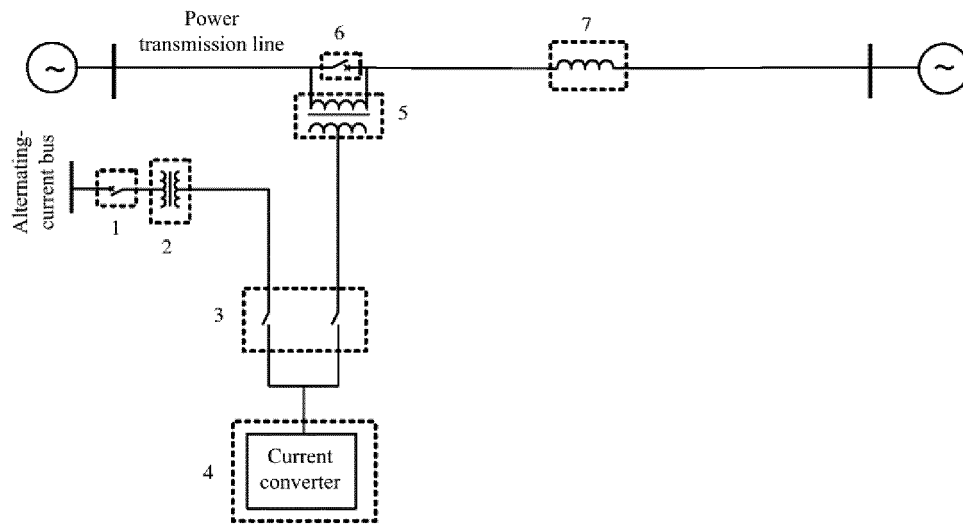 Power
transmission line
6
7
5
Alternating-
current bus
1
2
3
4
Current
converter
~
~